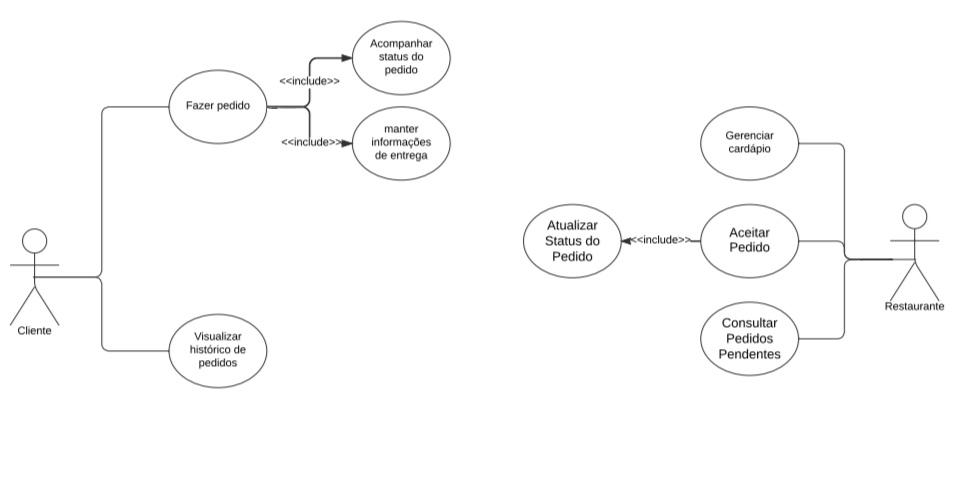 Acompanhar
status do
pedido
<<include>>
Fazer pedido
<<include>>
manter
informações
de entrega
Cliente
Visualizar
histórico de
pedidos
Gerenciar
cardápio
Atualizar
Status do
Pedido
<<include>>
Aceitar
Pedido
Restaurante
Consultar
Pedidos
Pendentes